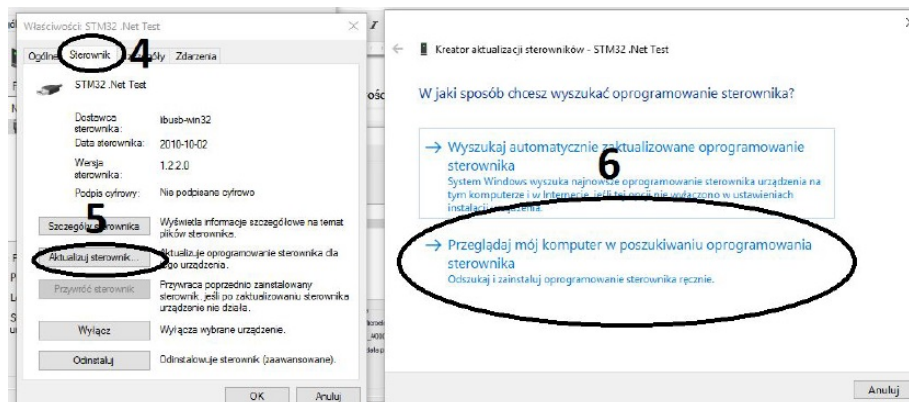 Właściwości: STM32 .Net Test
4
Ogólne Sterownik Zdarzenia
STM32 .Net Test
Dostawca
sterownika:
libusb-win32
Data sterownika:
2010-10-02
Wersja
sterownika:
1.2.2.0
Podpis cyfrowy:
Nie podpisano cyfrowo
5
Szczegóły sterownika
Wyświetla informacje szczegółowe na temat
plików sterownika.
Aktualizuj sterownik...
Aktualizuje oprogramowanie sterownika dla
tego urządzenia.
Przywróć sterownik
Przywraca poprzednio zainstalowany
sterownik, jeśli po zaktualizowaniu sterownika
urządzenie nie działa.
Wyłącz
Wyłącza wybrane urządzenie.
Odinstaluj
Odinstalowuje sterownik (zaawansowane).
OK Anuluj
Kreator aktualizacji sterowników - STM32 .Net Test
W jaki sposób chcesz wyszukać oprogramowanie sterownika?
Wyszukaj automatycznie zaktualizowane oprogramowanie
sterownika
6
System Windows wyszuka najnowsze oprogramowanie sterownika urządzenia na
tym komputerze i w Internecie, jeśli tej opcji nie wyłączono w ustawieniach
instalacji urządzenia.
Przeglądaj mój komputer w poszukiwaniu oprogramowania
sterownika
Odszukaj i zainstaluj oprogramowanie sterownika ręcznie.
Anuluj